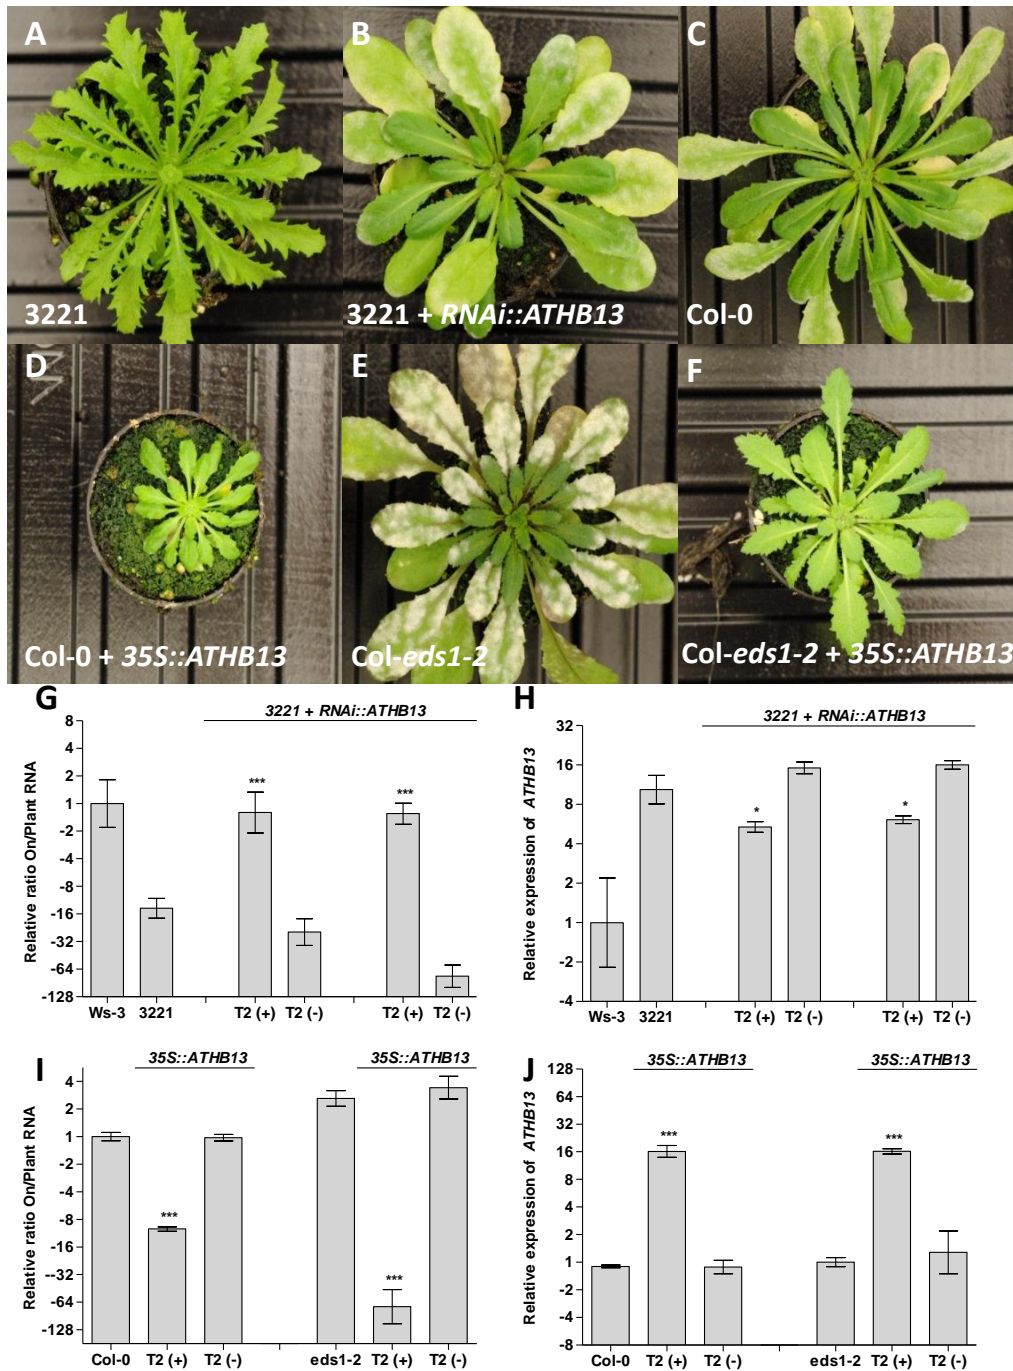 A
B
C
3221
3221 + RNAi::ATHB13
Col-0
D
E
F
Col-0 + 35S::ATHB13
Col-eds1-2
Col-eds1-2 + 35S::ATHB13
G
3221 + RNAi::ATHB13
Relative ratio On/Plant RNA
8
4
2
1
-2
-4
-8
-16
-32
-64
-128
***
***
Ws-3 3221 T2 (+) T2 (-) T2 (+) T2 (-)
H
3221 + RNAi::ATHB13
Relative expression of ATHB13
32
16
8
4
2
1
-2
-4
*
*
Ws-3 3221 T2 (+) T2 (-) T2 (+) T2 (-)
I
35S::ATHB13 35S::ATHB13
Relative ratio On/Plant RNA
4
2
1
-2
-4
-8
-16
--32
-64
-128
***
***
Col-0 T2 (+) T2 (-) eds1-2 T2 (+) T2 (-)
J
35S::ATHB13 35S::ATHB13
Relative expression of ATHB13
128
64
32
16
8
4
2
1
-2
-4
-8
***
***
Col-0 T2 (+) T2 (-) eds1-2 T2 (+) T2 (-)